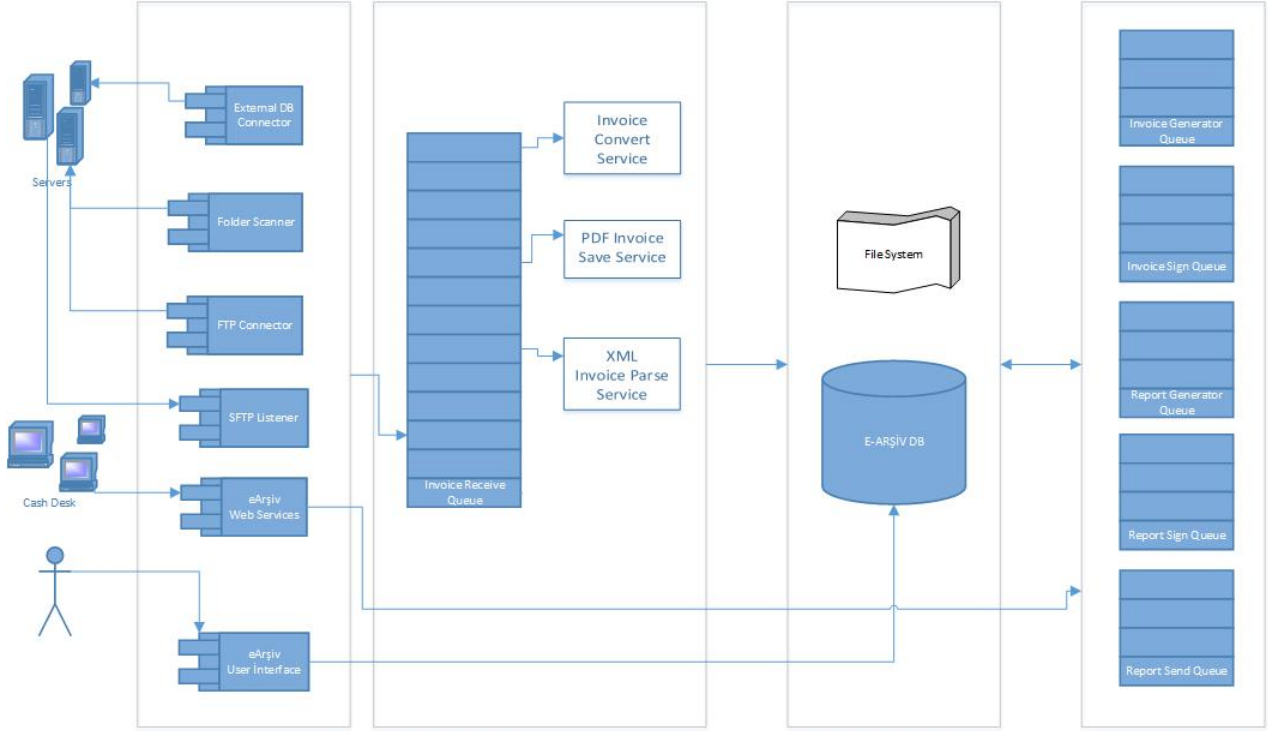 Servers
Cash Desk
External DB
Connector
Folder Scanner
FTP Connector
SFTP Listener
eArşiv
Web Services
eArşiv
User İnterface
Invoice Receive
Queue
Invoice
Convert
Service
PDF Invoice
Save Service
XML
Invoice Parse
Service
File System
E-ARŞİV DB
Invoice Generator
Queue
Invoice Sign Queue
Report Generator
Queue
Report Sign Queue
Report Send Queue